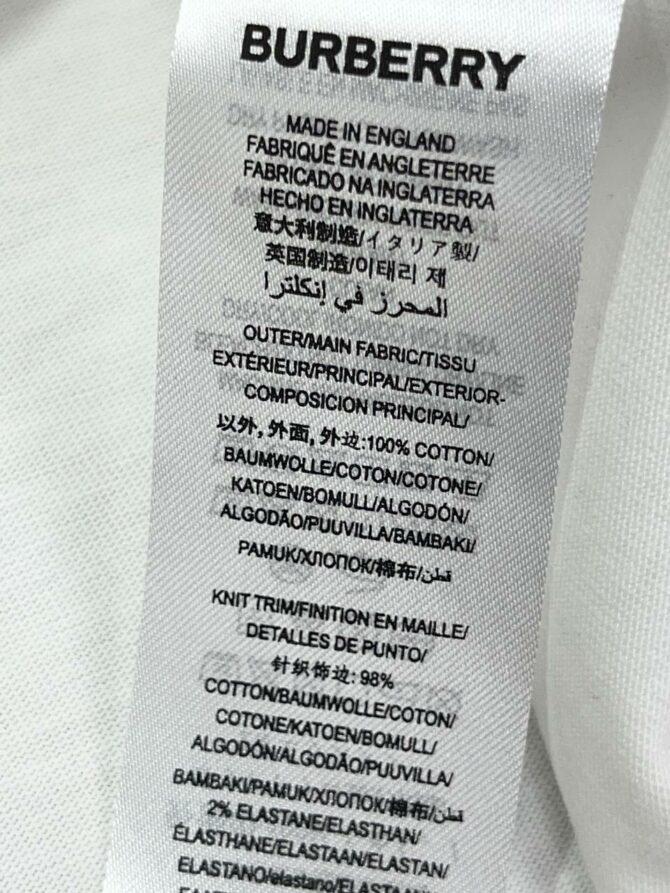 BURBERRY
MADE IN ENGLAND
FABRIQUÊ EN ANGLETERRE
FABRICADO NA INGLATERRA
HECHO EN INGLATERRA
意大利制造/イタリア製/
英国制造/이태리 제
المحرز في إنكلترا
OUTER/MAIN FABRIC/TISSU
EXTÉRIEUR/PRINCIPAL/EXTERIOR-
COMPOSICION PRINCIPAL/
以外, 外面, 外边:100% COTTON/
BAUMWOLLE/COTON/COTONE/
KATOEN/BOMULL/ALGODÓN/
ALGODÃO/PUUVILLA/BAMBAKI/
PAMUK/ХЛОПОК/棉布/قطن
KNIT TRIM/FINITION EN MAILLE/
DETALLES DE PUNTO/
针织饰边: 98%
COTTON/BAUMWOLLE/COTON/
COTONE/KATOEN/BOMULL/
ALGODÓN/ALGODÃO/PUUVILLA/
BAMBAKI/PAMUK/ХЛОПОК/棉布/قطن
2% ELASTANE/ELASTHAN/
ÉLASTHANE/ELASTAAN/ELASTAN/
ELASTANO/elastano/ELASTAN/